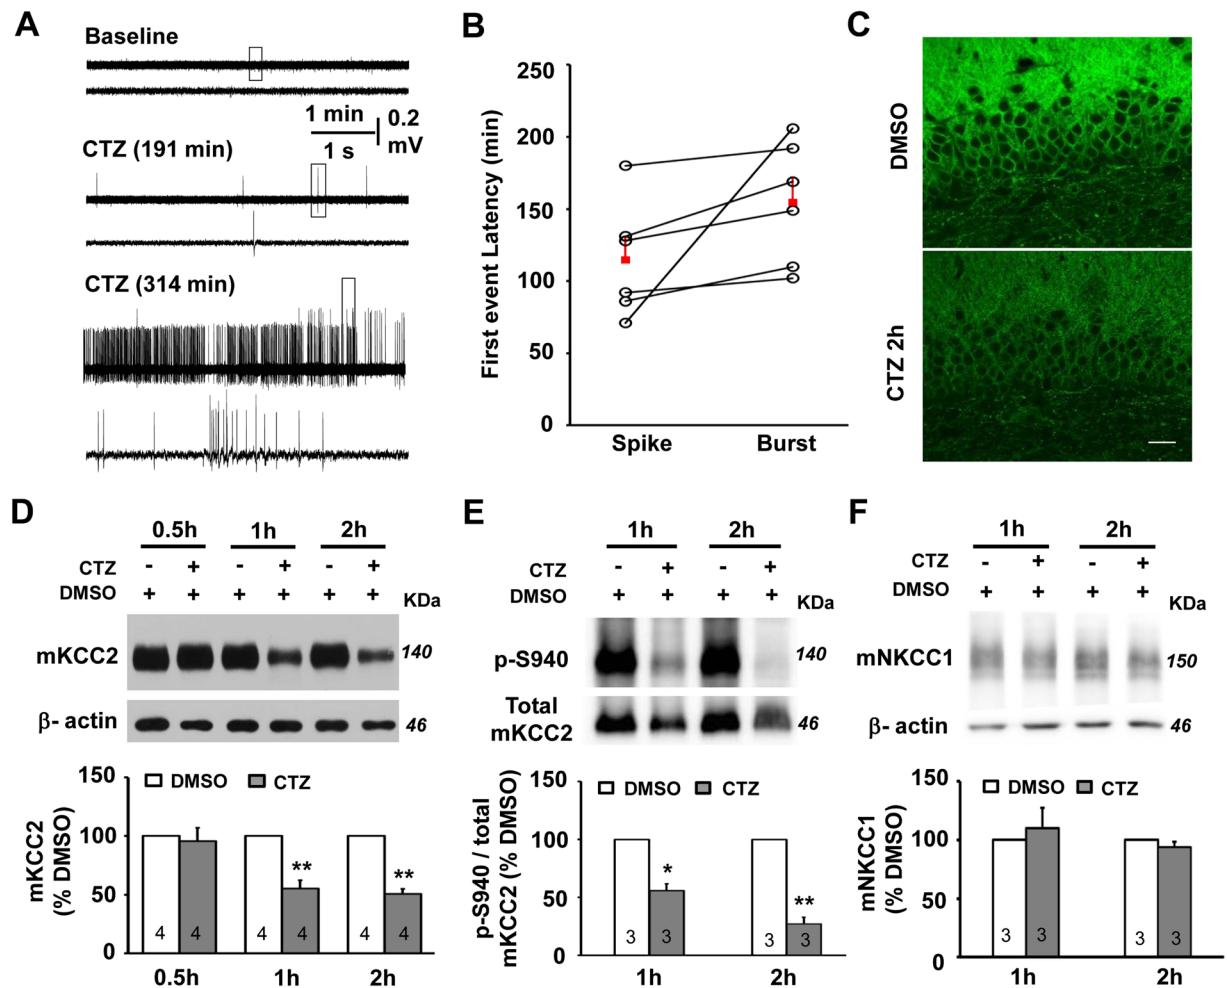 A
Baseline
1 min
0.2
mV
1 s
CTZ (191 min)
CTZ (314 min)
B
First event Latency (min)
250
200
150
100
50
0
Spike Burst
C
DMSO
CTZ 2h
D
0.5h 1h 2h
CTZ - + - + - +
DMSO + + + + + +
KDa
mKCC2 140
β- actin 46
mKCC2
(% DMSO)
150
100
50
0
DMSO CTZ
** **
4 4 4 4 4 4
0.5h 1h 2h
E
1h 2h
CTZ - + - +
DMSO + + + +
KDa
p-S940 140
Total
mKCC2 46
p-S940 / total
mKCC2 (% DMSO)
150
100
50
0
DMSO CTZ
* **
3 3 3 3
1h 2h
F
1h 2h
CTZ - + - +
DMSO + + + +
KDa
mNKCC1 150
β- actin 46
mNKCC1
(% DMSO)
150
100
50
0
DMSO CTZ
3 3 3 3
1h 2h